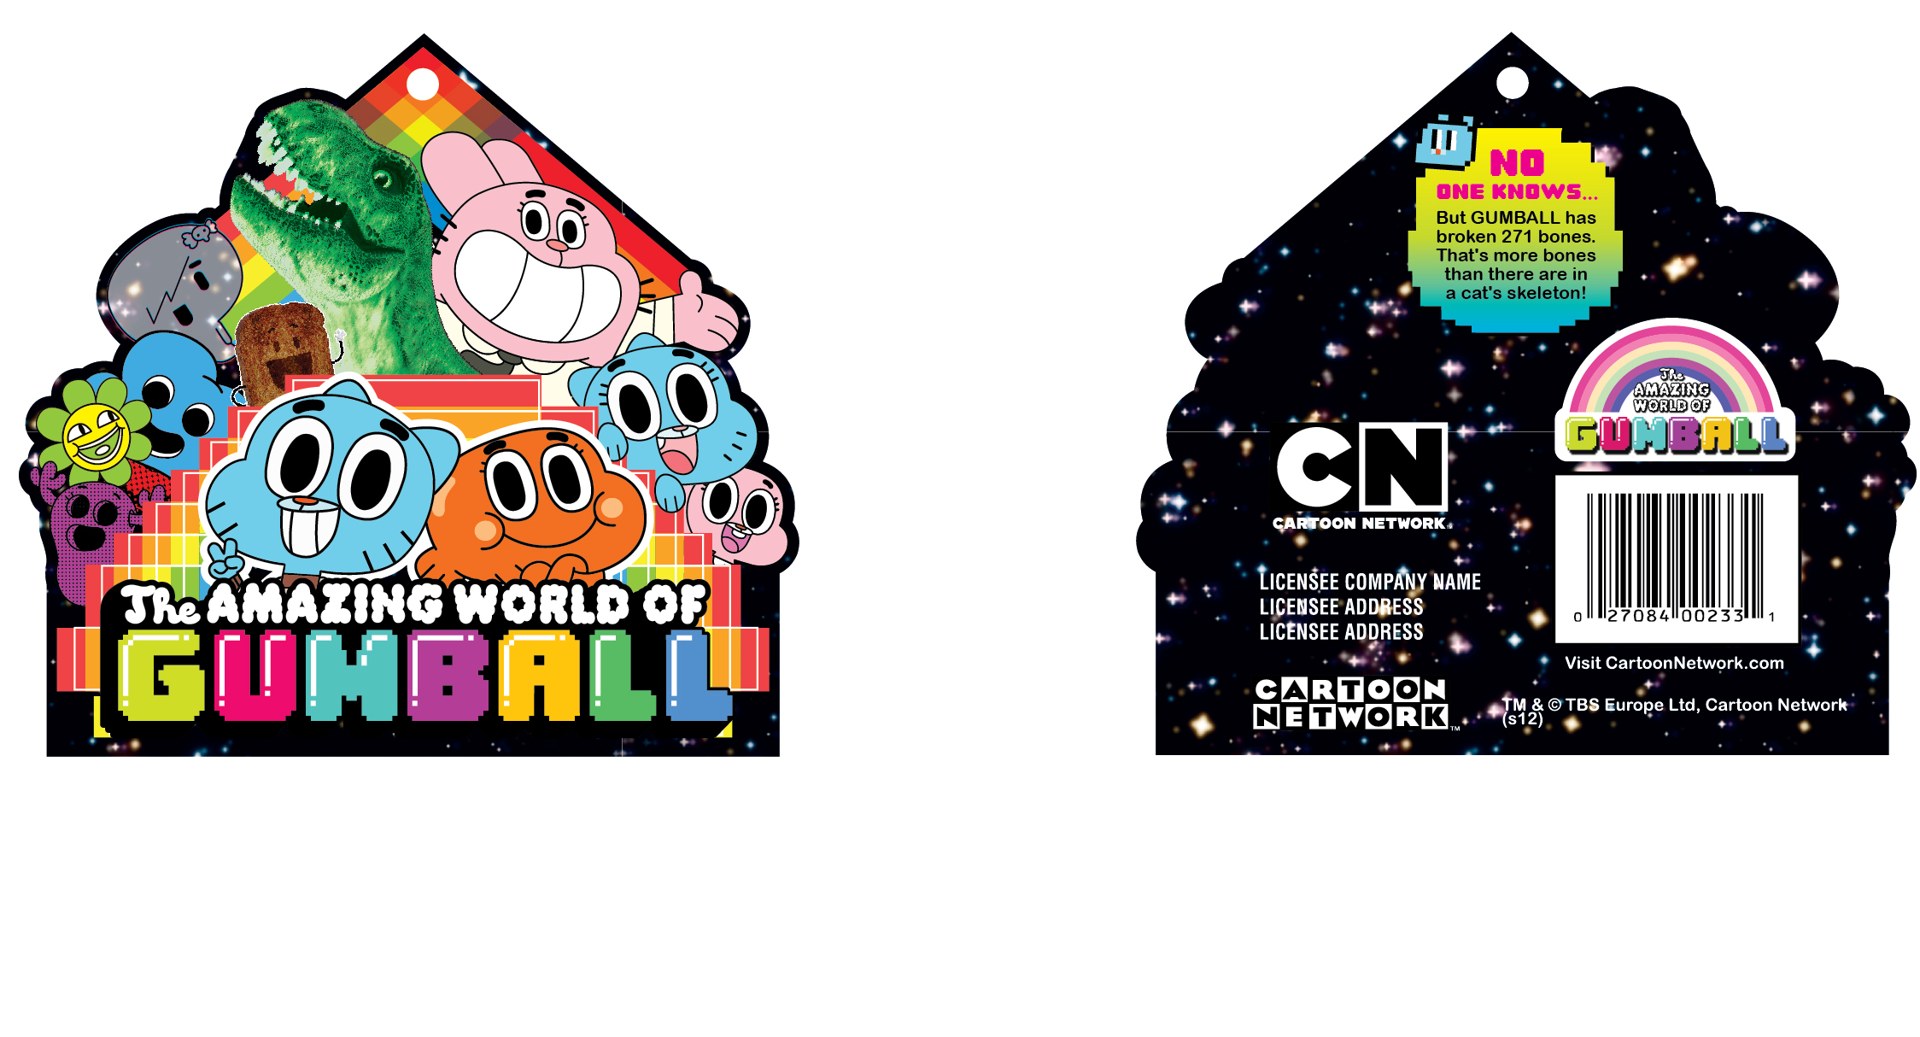 The AMAZING WORLD OF
GUMBALL
NO
ONE KNOWS...
But GUMBALL has
broken 271 bones.
That's more bones
than there are in
a cat's skeleton!
The
AMAZING
WORLD OF
GUMBALL
CN
CARTOON NETWORK.
LICENSEE COMPANY NAME
LICENSEE ADDRESS
LICENSEE ADDRESS
0 27084 00233 1
Visit CartoonNetwork.com
CARTOON
NETWORK™
TM & © TBS Europe Ltd, Cartoon Network
(s12)